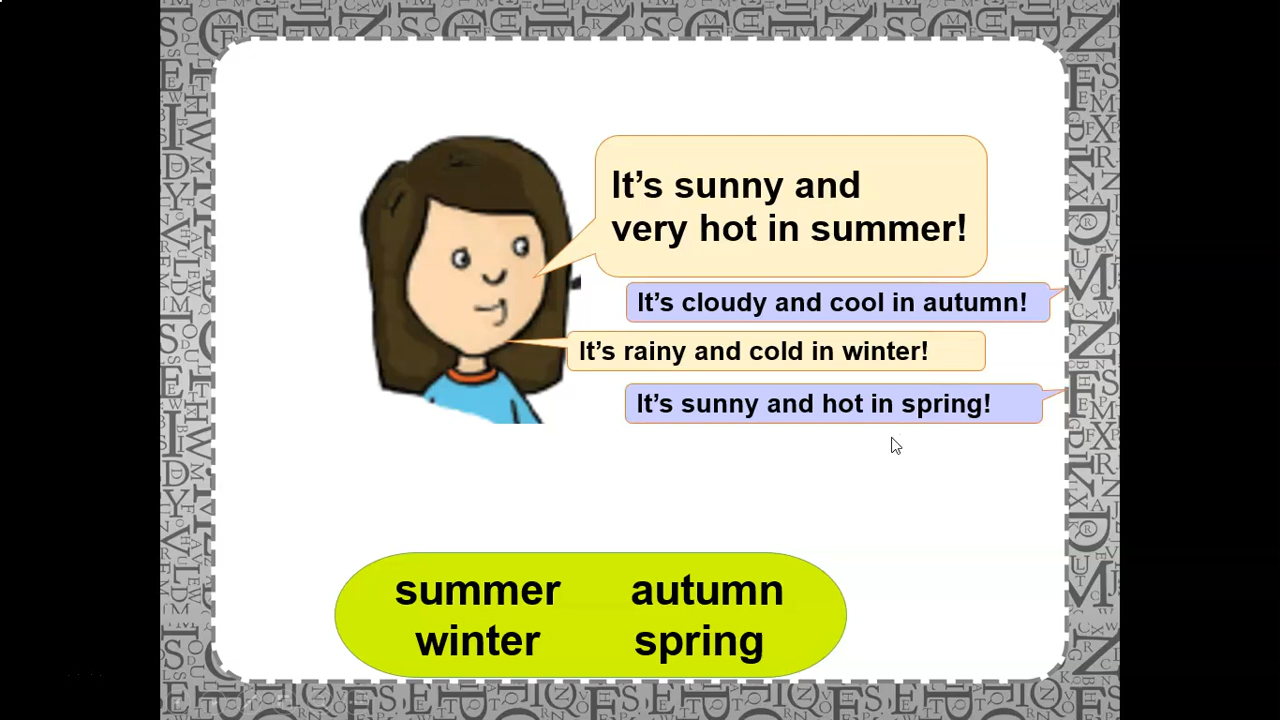 It’s sunny and
very hot in summer!
It’s cloudy and cool in autumn!
It’s rainy and cold in winter!
It’s sunny and hot in spring!
summer autumn
winter spring